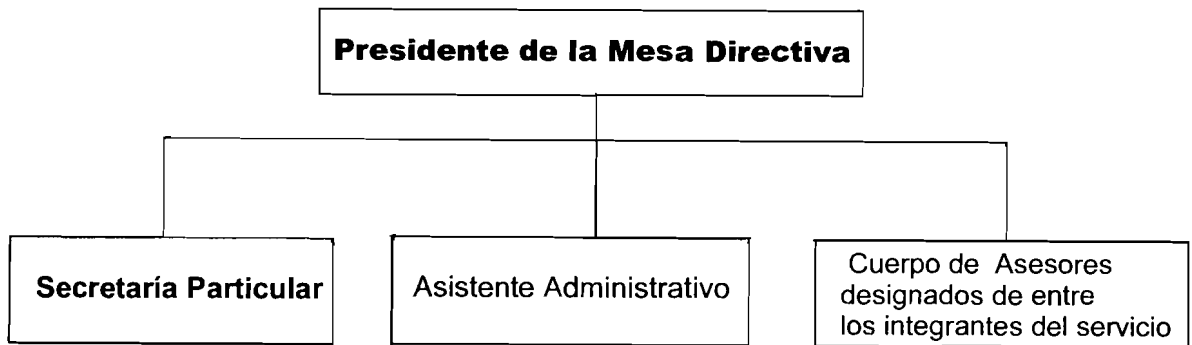 Presidente de la Mesa Directiva
Secretaría Particular
Asistente Administrativo
Cuerpo de Asesores
designados de entre
los integrantes del servicio